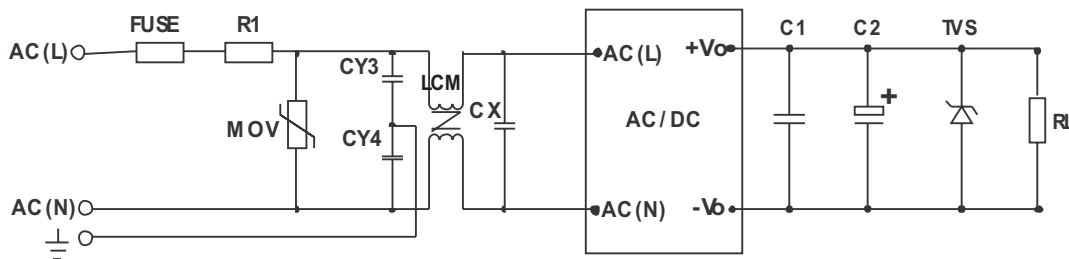 FUSE R1
AC(L)
CY3
LCM
CX
MOV
CY4
AC(N)
AC(L)
+Vo
AC/DC
AC(N)
-Vo
C1 C2 TVS
+
RL